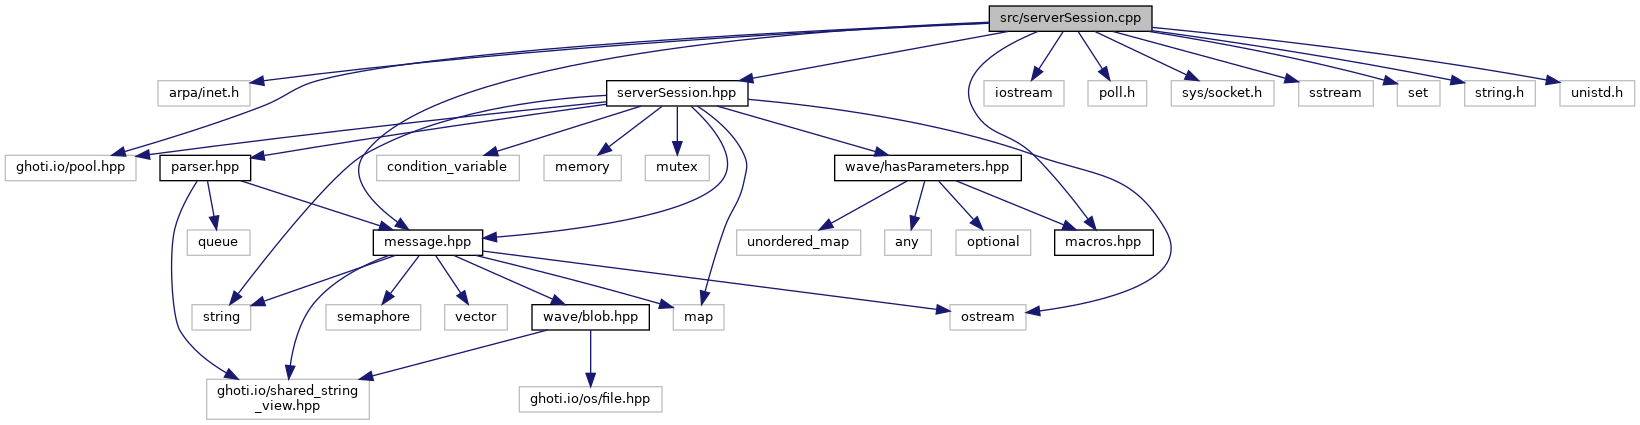 src/serverSession.cpp
arpa/inet.h
serverSession.hpp
iostream
poll.h
sys/socket.h
sstream
set
string.h
unistd.h
ghoti.io/pool.hpp
parser.hpp
condition_variable
memory
mutex
wave/hasParameters.hpp
queue
message.hpp
unordered_map
any
optional
macros.hpp
string
semaphore
vector
wave/blob.hpp
map
ostream
ghoti.io/shared_string
_view.hpp
ghoti.io/os/file.hpp